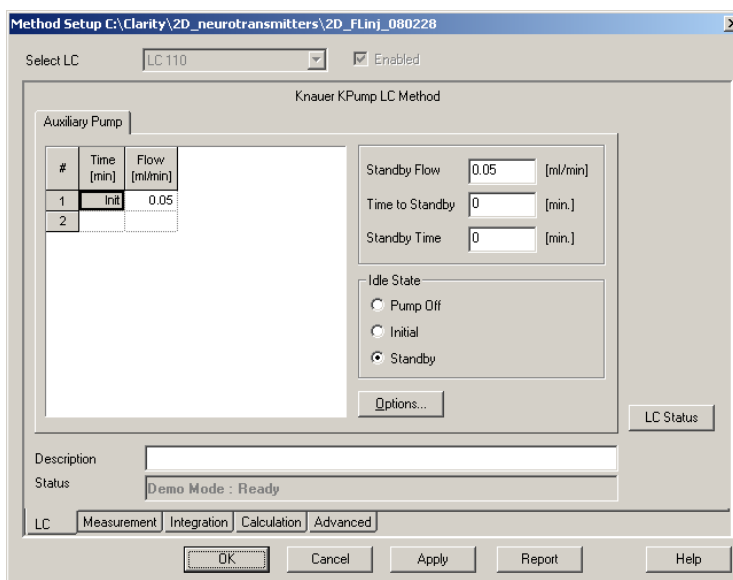 Method Setup C:\Clarity\2D_neurotransmitters\2D_FLinj_080228
Select LC LC 110 Enabled
Knauer KPump LC Method
Auxiliary Pump
# Time [min] Flow [ml/min]
1 Init 0.05
2
Standby Flow 0.05 [ml/min]
Time to Standby 0 [min.]
Standby Time 0 [min.]
Idle State
Pump Off
Initial
Standby
Options...
LC Status
Description
Status Demo Mode : Ready
LC Measurement Integration Calculation Advanced
OK Cancel Apply Report Help